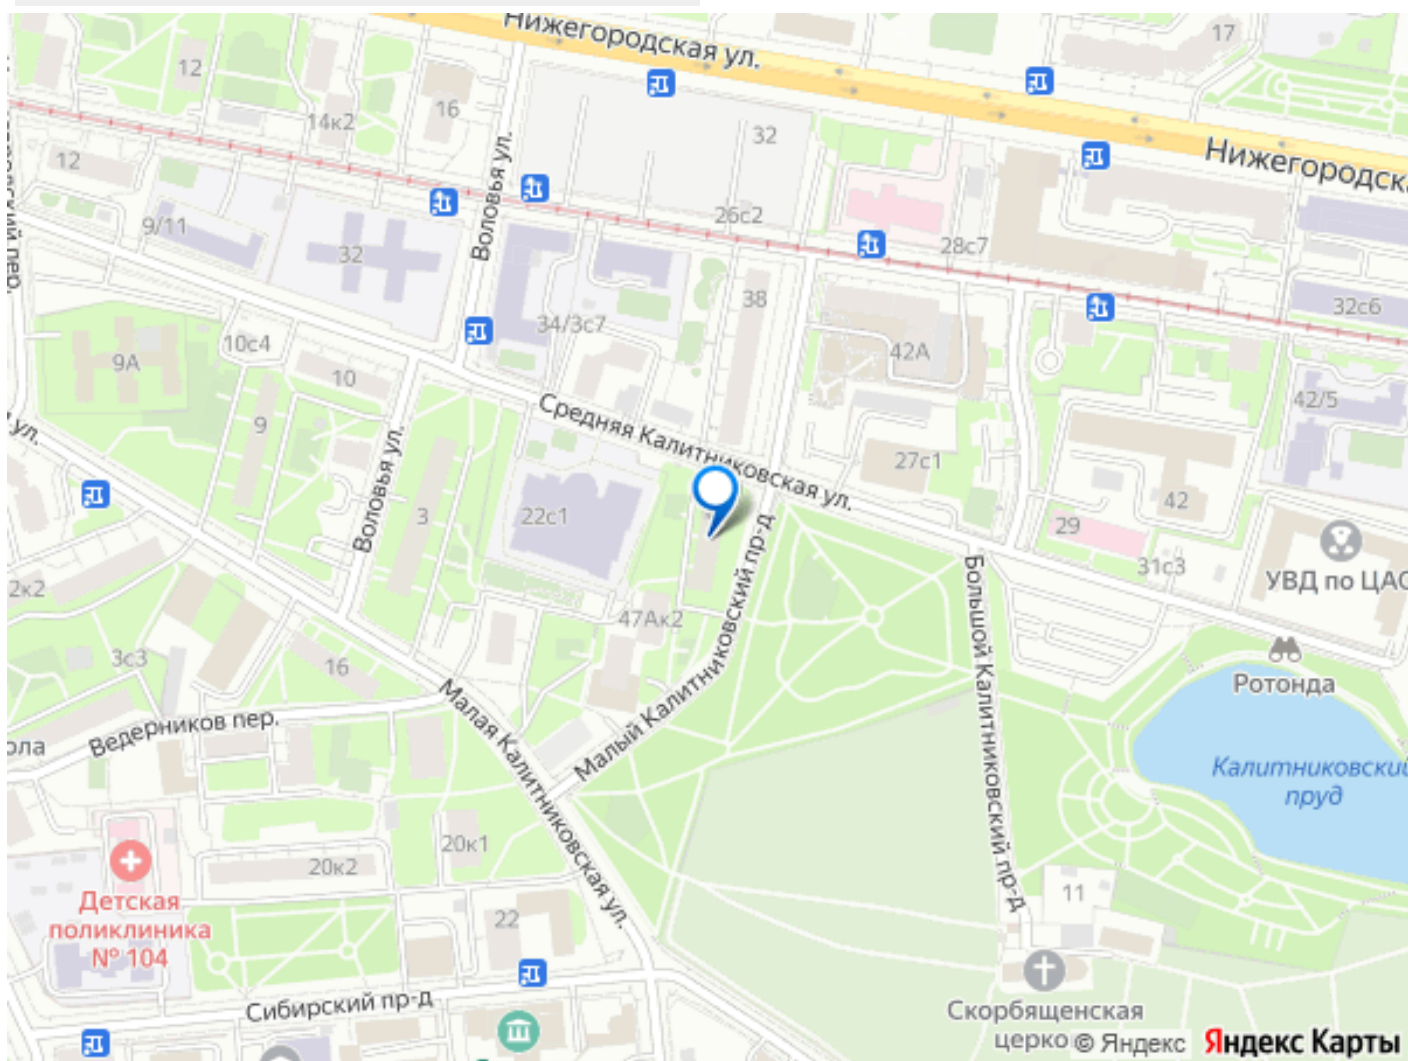 Нижегородская ул.
17
12
16
14к2
32
Нижегородска
12
Воловья ул.
26с2
9/11
32
28с7
38
32с6
34/3с7
10с4
42А
9А
10
42/5
Средняя Калитниковская ул.
9
ул.
27с1
Воловья ул.
3
22с1
42
29
31с3
УВД по ЦАО
2к2
47Ак2
Малый Калитниковский пр-д
Большой Калитниковский пр-д
3с3
16
Ротонда
Ведерников пер.
Малая Калитниковская ул.
Калитниковский
пруд
20к1
20к2
Детская
поликлиника
№ 104
11
22
Сибирский пр-д
Скорбященская
церко
© Яндекс
Яндекс Карты